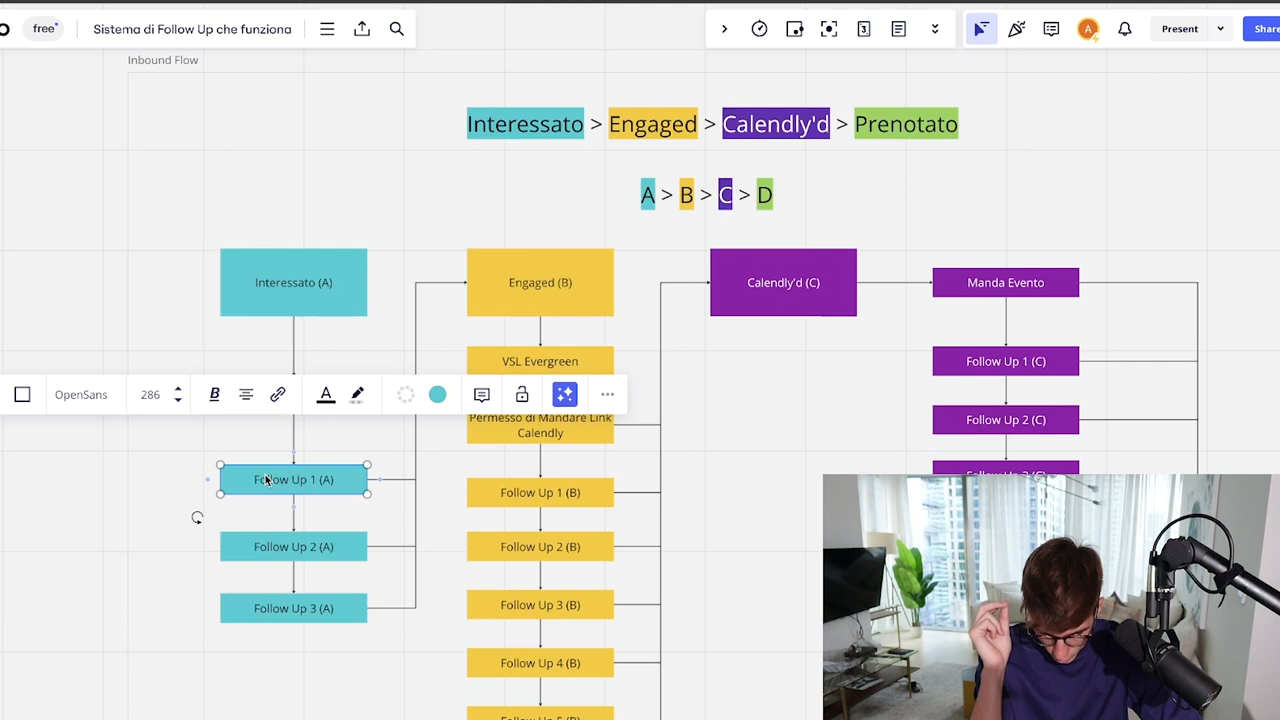 free
Sistema di Follow Up che funziona
3
A
Present
Share
Inbound Flow
Interessato > Engaged > Calendly'd > Prenotato
A > B > C > D
Interessato (A)
Engaged (B)
Calendly'd (C)
Manda Evento
VSL Evergreen
Follow Up 1 (C)
OpenSans
286
B
A
Permesso di Mandare Link
Calendly
Follow Up 2 (C)
Follow Up 1 (A)
Follow Up 1 (B)
Follow Up 2 (A)
Follow Up 2 (B)
Follow Up 3 (A)
Follow Up 3 (B)
Follow Up 4 (B)